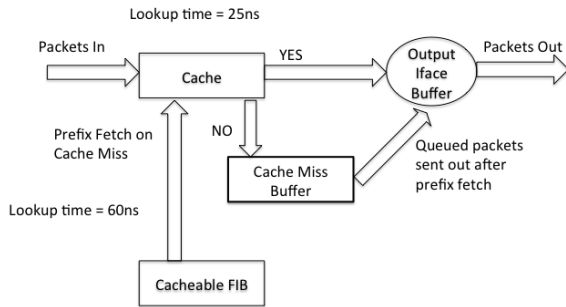 Lookup time = 25ns
Packets In
Cache
YES
Output
Iface
Buffer
Packets Out
Prefix Fetch on
Cache Miss
NO
Cache Miss
Buffer
Queued packets
sent out after
prefix fetch
Lookup time = 60ns
Cacheable FIB